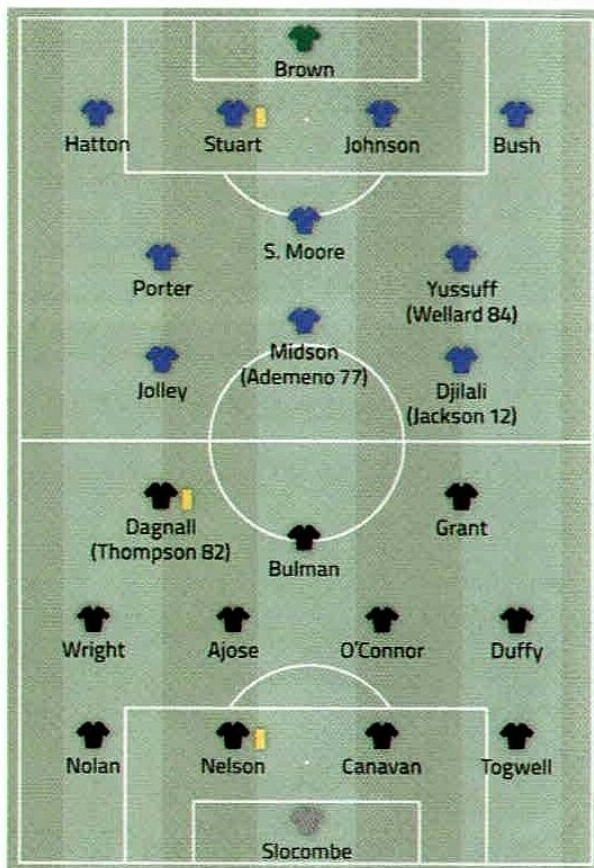 Brown
Hatton Stuart Johnson Bush
S. Moore
Porter Yussuff
(Wellard 84)
Midson
(Ademeno 77)
Jolley Djilali
(Jackson 12)
Dagnall
(Thompson 82)
Grant
Bulman
Wright Ajose O'Connor Duffy
Nolan Nelson Canavan Togwell
Slocombe